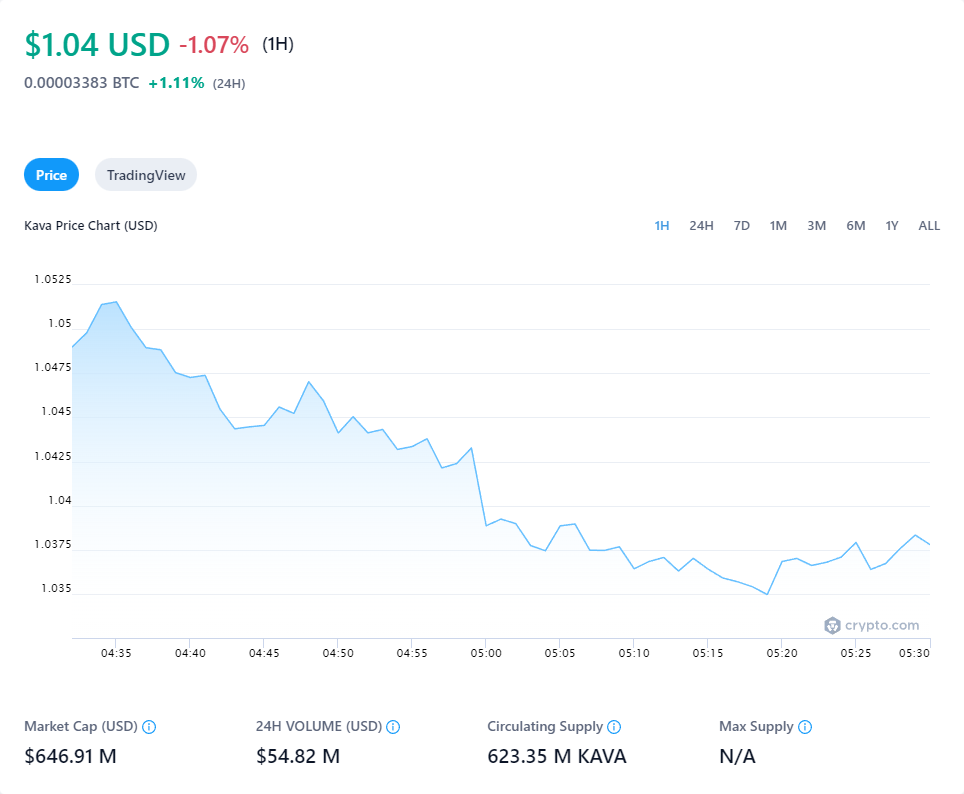 $1.04 USD -1.07% (1H)
0.00003383 BTC +1.11% (24H)
Price TradingView
Kava Price Chart (USD) 1H 24H 7D 1M 3M 6M 1Y ALL
1.0525
1.05
1.0475
1.045
1.0425
1.04
1.0375
1.035
crypto.com
04:35 04:40 04:45 04:50 04:55 05:00 05:05 05:10 05:15 05:20 05:25 05:30
Market Cap (USD) 24H VOLUME (USD) Circulating Supply Max Supply
$646.91 M $54.82 M 623.35 M KAVA N/A